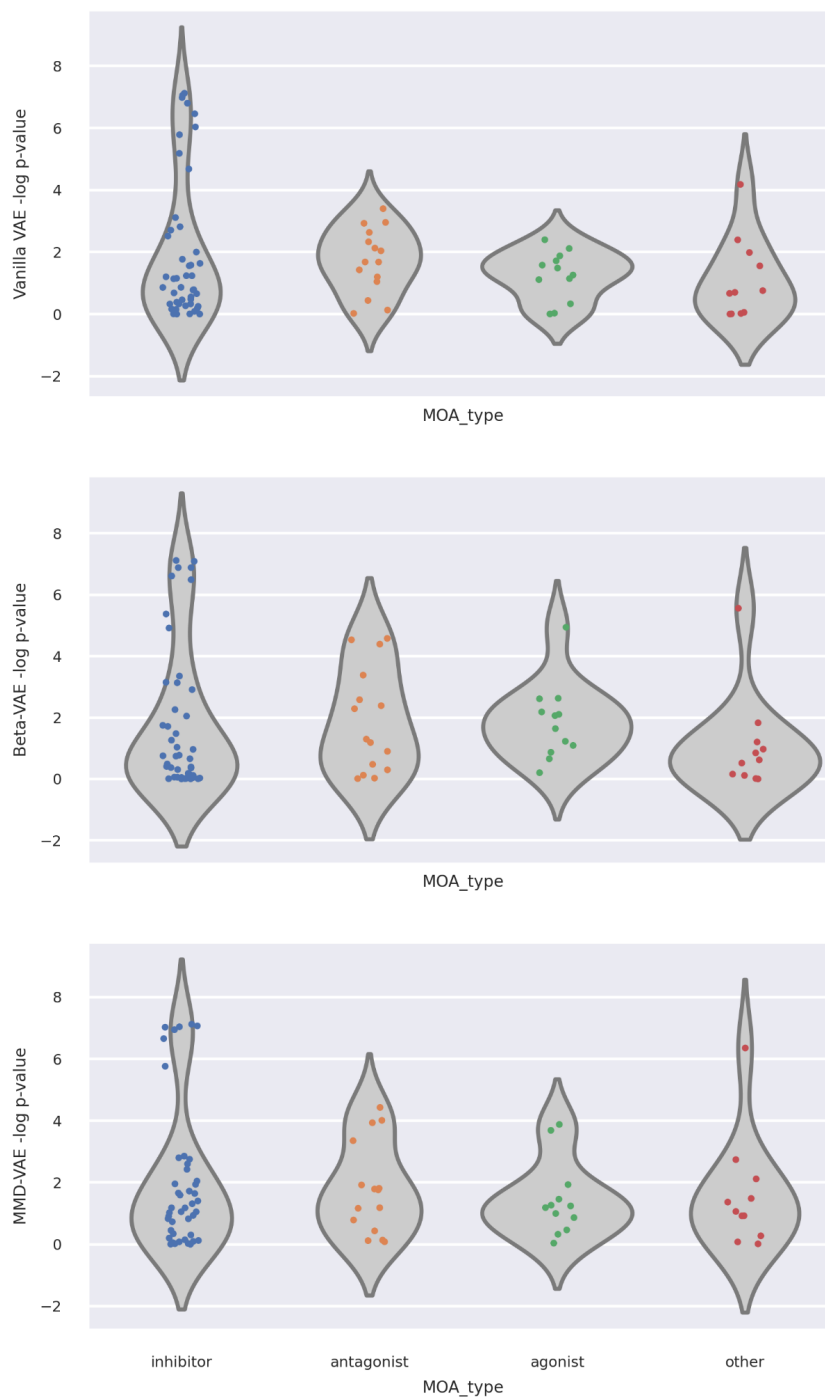 8
6
4
2
0
−2
Vanilla VAE -log p-value
MOA_type
8
6
4
2
0
−2
Beta-VAE -log p-value
MOA_type
8
6
4
2
0
−2
MMD-VAE -log p-value
inhibitor antagonist agonist other
MOA_type